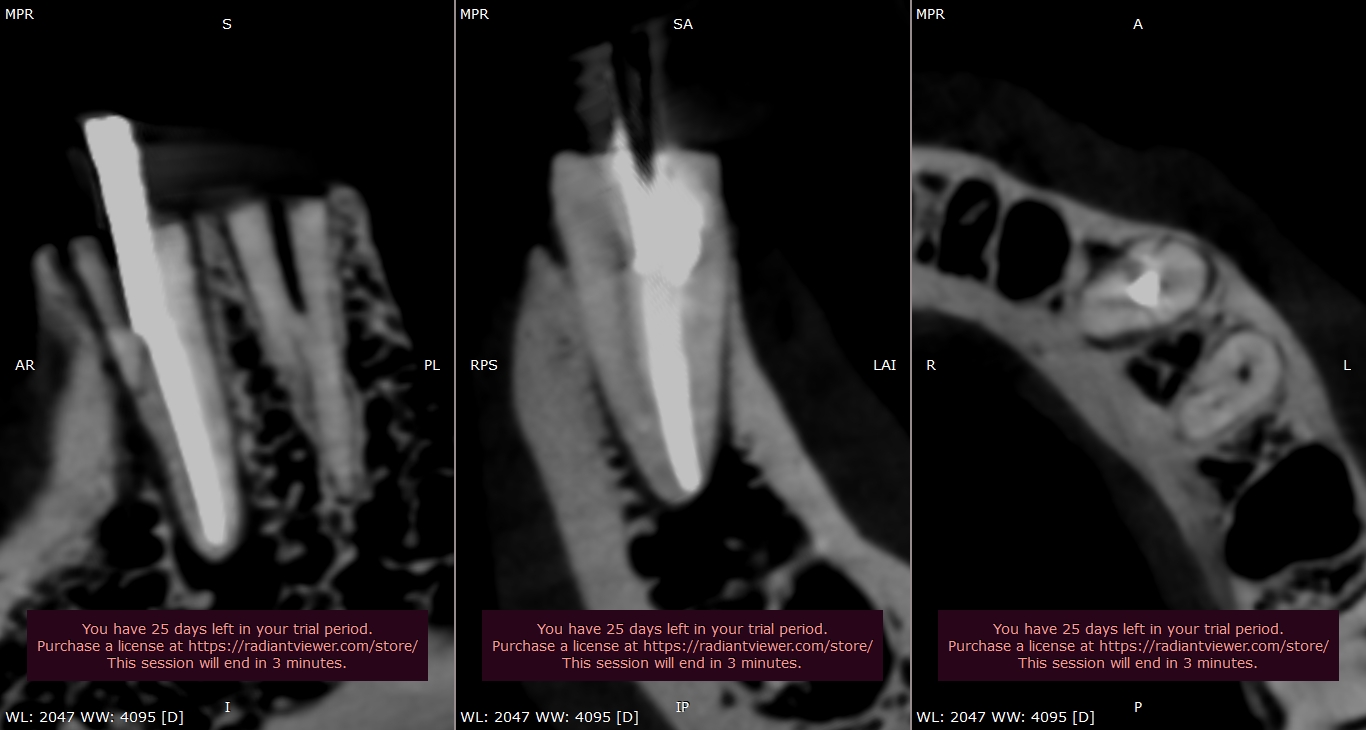 MPR
S
AR
PL
You have 25 days left in your trial period.
Purchase a license at https://radiantviewer.com/store/
This session will end in 3 minutes.
I
WL: 2047 WW: 4095 [D]
MPR
SA
RPS
LAI
You have 25 days left in your trial period.
Purchase a license at https://radiantviewer.com/store/
This session will end in 3 minutes.
IP
WL: 2047 WW: 4095 [D]
MPR
A
R
L
You have 25 days left in your trial period.
Purchase a license at https://radiantviewer.com/store/
This session will end in 3 minutes.
P
WL: 2047 WW: 4095 [D]